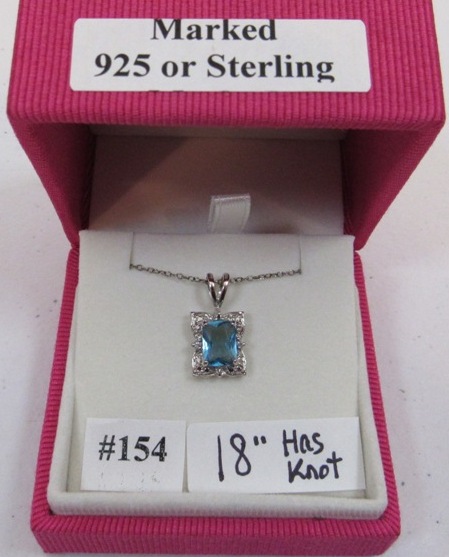 Marked
925 or Sterling
#154
18" Has
Knot